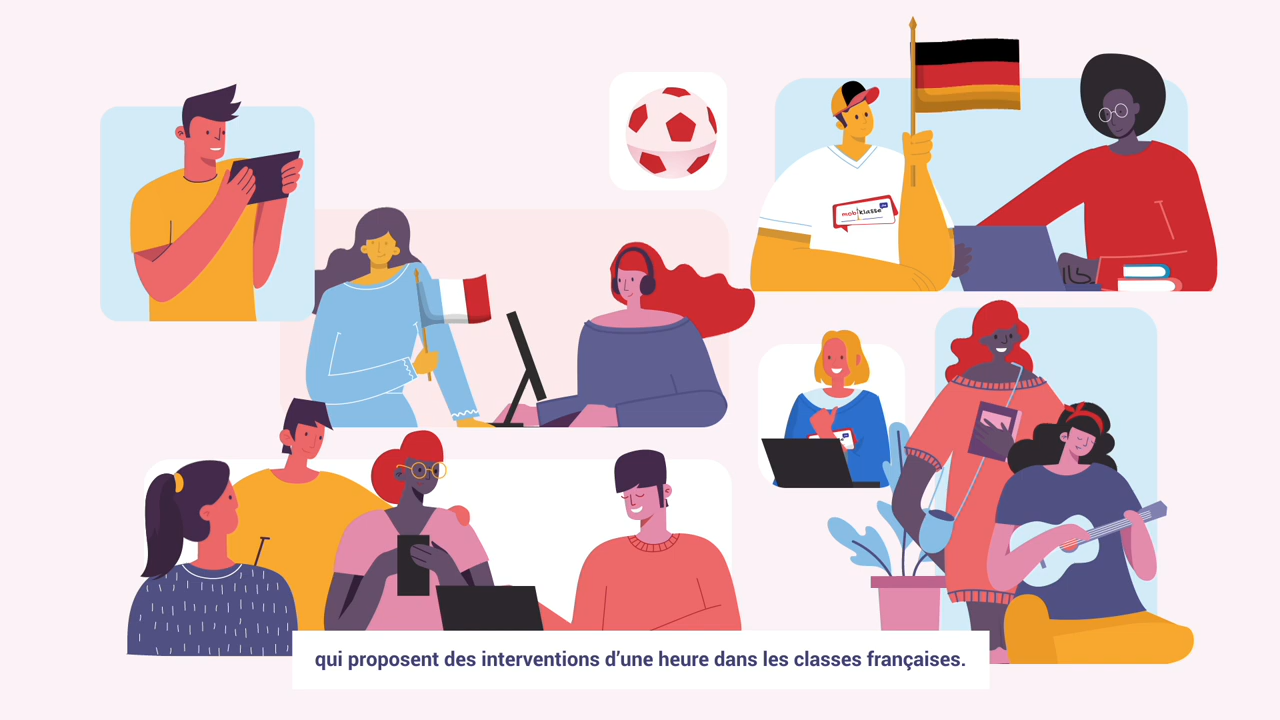 mobiklasse
qui proposent des interventions d'une heure dans les classes françaises.